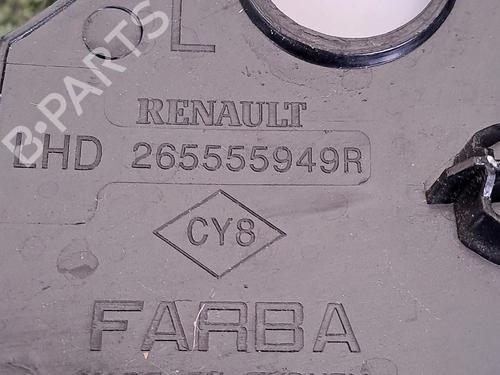 L
RENAULT
LHD 265555949R
CY8
FARBA
B-PARTS